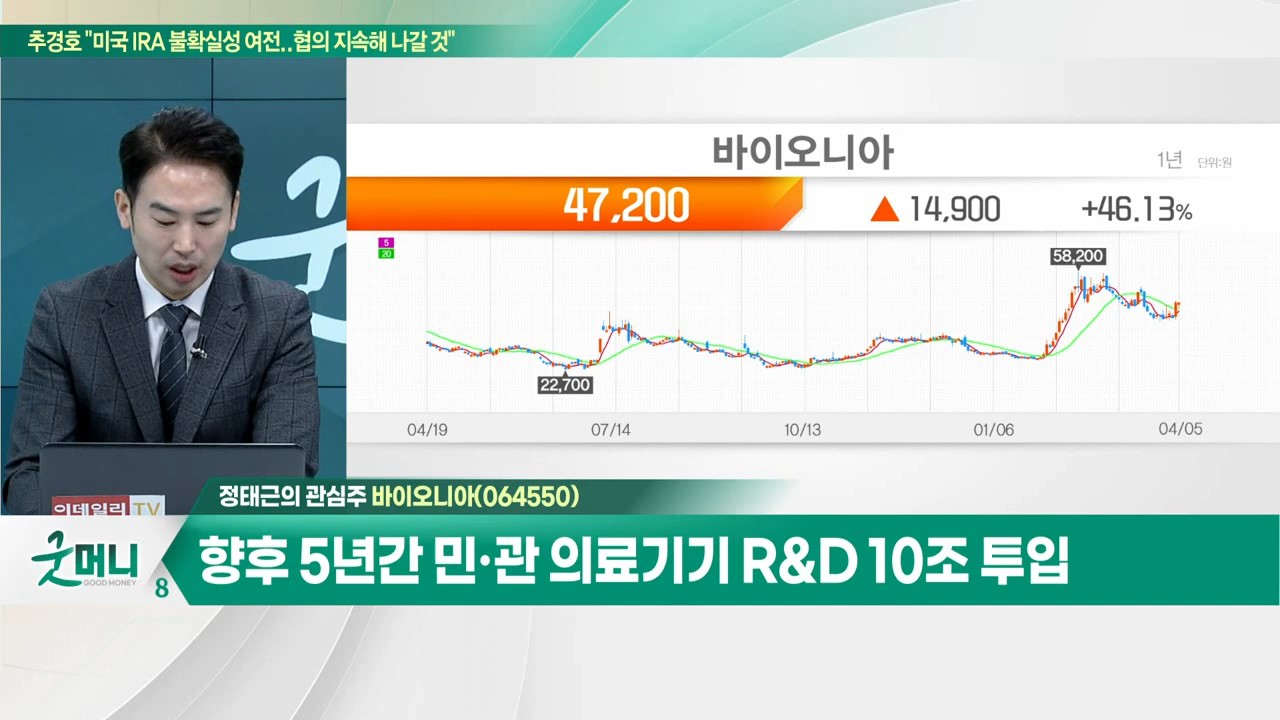 추경호 "미국 IRA 불확실성 여전..협의 지속해 나갈 것"
바이오니아
1년 단위:원
47,200 ▲ 14,900 +46.13%
5
20
58,200
22,700
04/19 07/14 10/13 01/06 04/05
이데일리 TV
정태근의 관심주 바이오니아(064550)
굿머니
GOOD MONEY
8
향후 5년간 민·관 의료기기 R&D 10조 투입